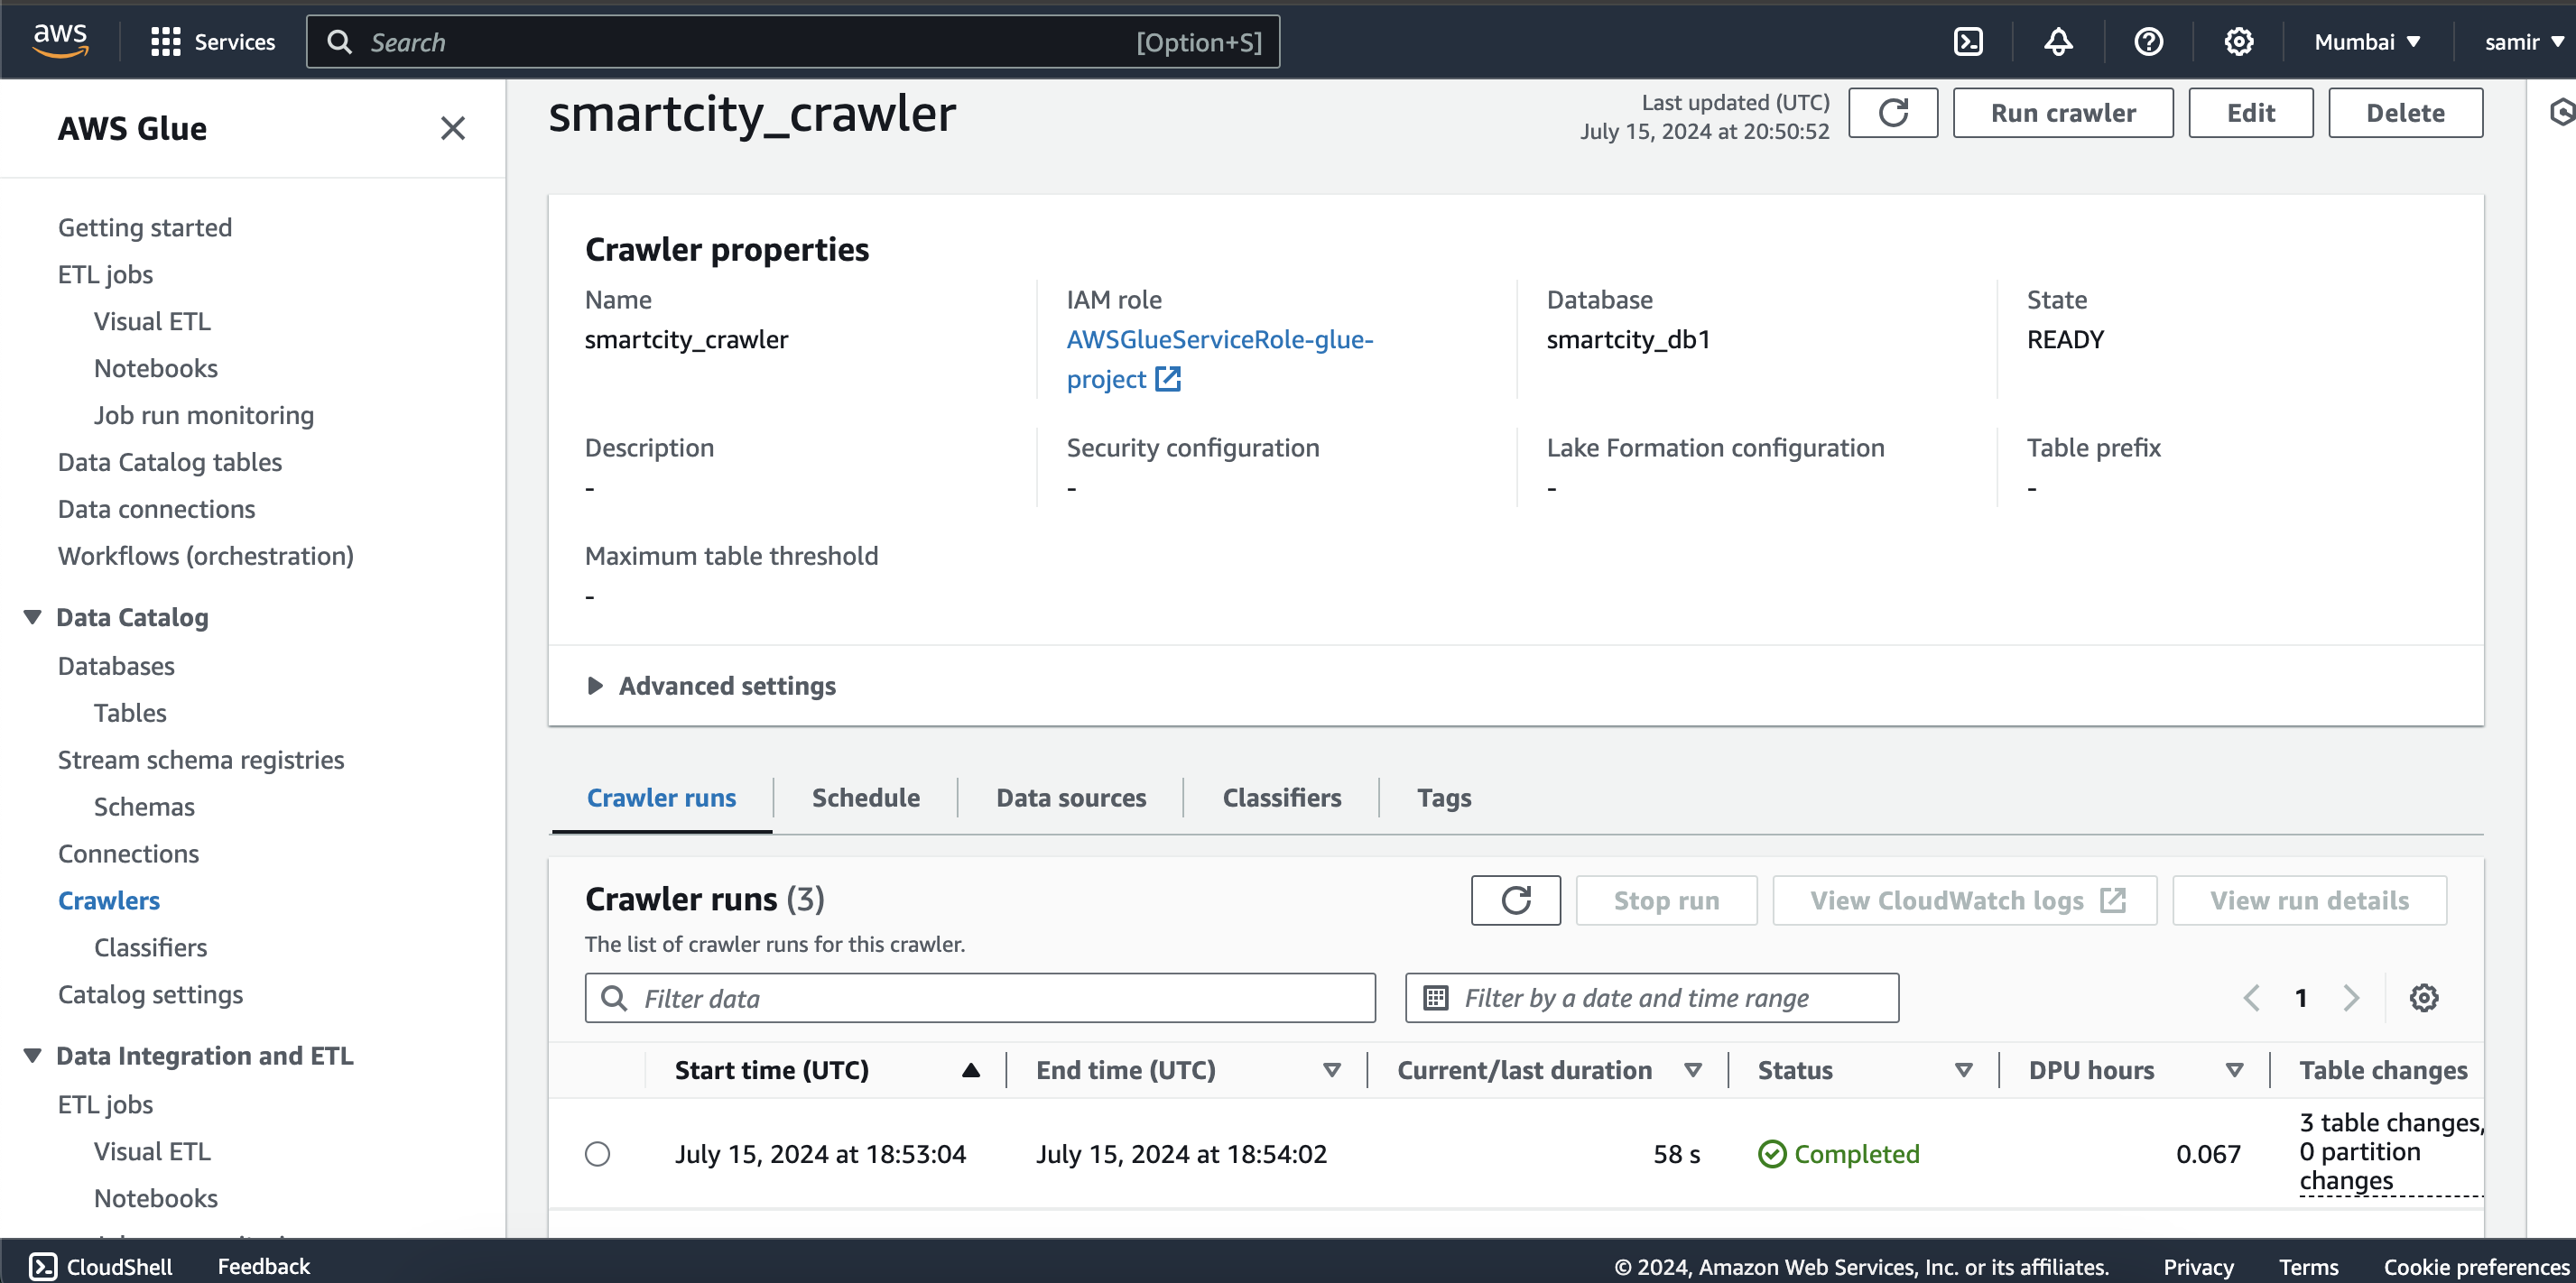 aws
Services
Search
[Option+S]
Mumbai
samir
AWS Glue
Getting started
ETL jobs
Visual ETL
Notebooks
Job run monitoring
Data Catalog tables
Data connections
Workflows (orchestration)
Data Catalog
Databases
Tables
Stream schema registries
Schemas
Connections
Crawlers
Classifiers
Catalog settings
Data Integration and ETL
ETL jobs
Visual ETL
Notebooks
smartcity_crawler
Last updated (UTC)
July 15, 2024 at 20:50:52
Run crawler
Edit
Delete
Crawler properties
Name
smartcity_crawler
IAM role
AWSGlueServiceRole-glue-
project
Database
smartcity_db1
State
READY
Description
-
Security configuration
-
Lake Formation configuration
-
Table prefix
-
Maximum table threshold
-
Advanced settings
Crawler runs
Schedule
Data sources
Classifiers
Tags
Crawler runs (3)
The list of crawler runs for this crawler.
Stop run
View CloudWatch logs
View run details
Filter data
Filter by a date and time range
1
Start time (UTC)
End time (UTC)
Current/last duration
Status
DPU hours
Table changes
July 15, 2024 at 18:53:04
July 15, 2024 at 18:54:02
58 s
Completed
0.067
3 table changes,
0 partition
changes
CloudShell
Feedback
© 2024, Amazon Web Services, Inc. or its affiliates.
Privacy
Terms
Cookie preferences